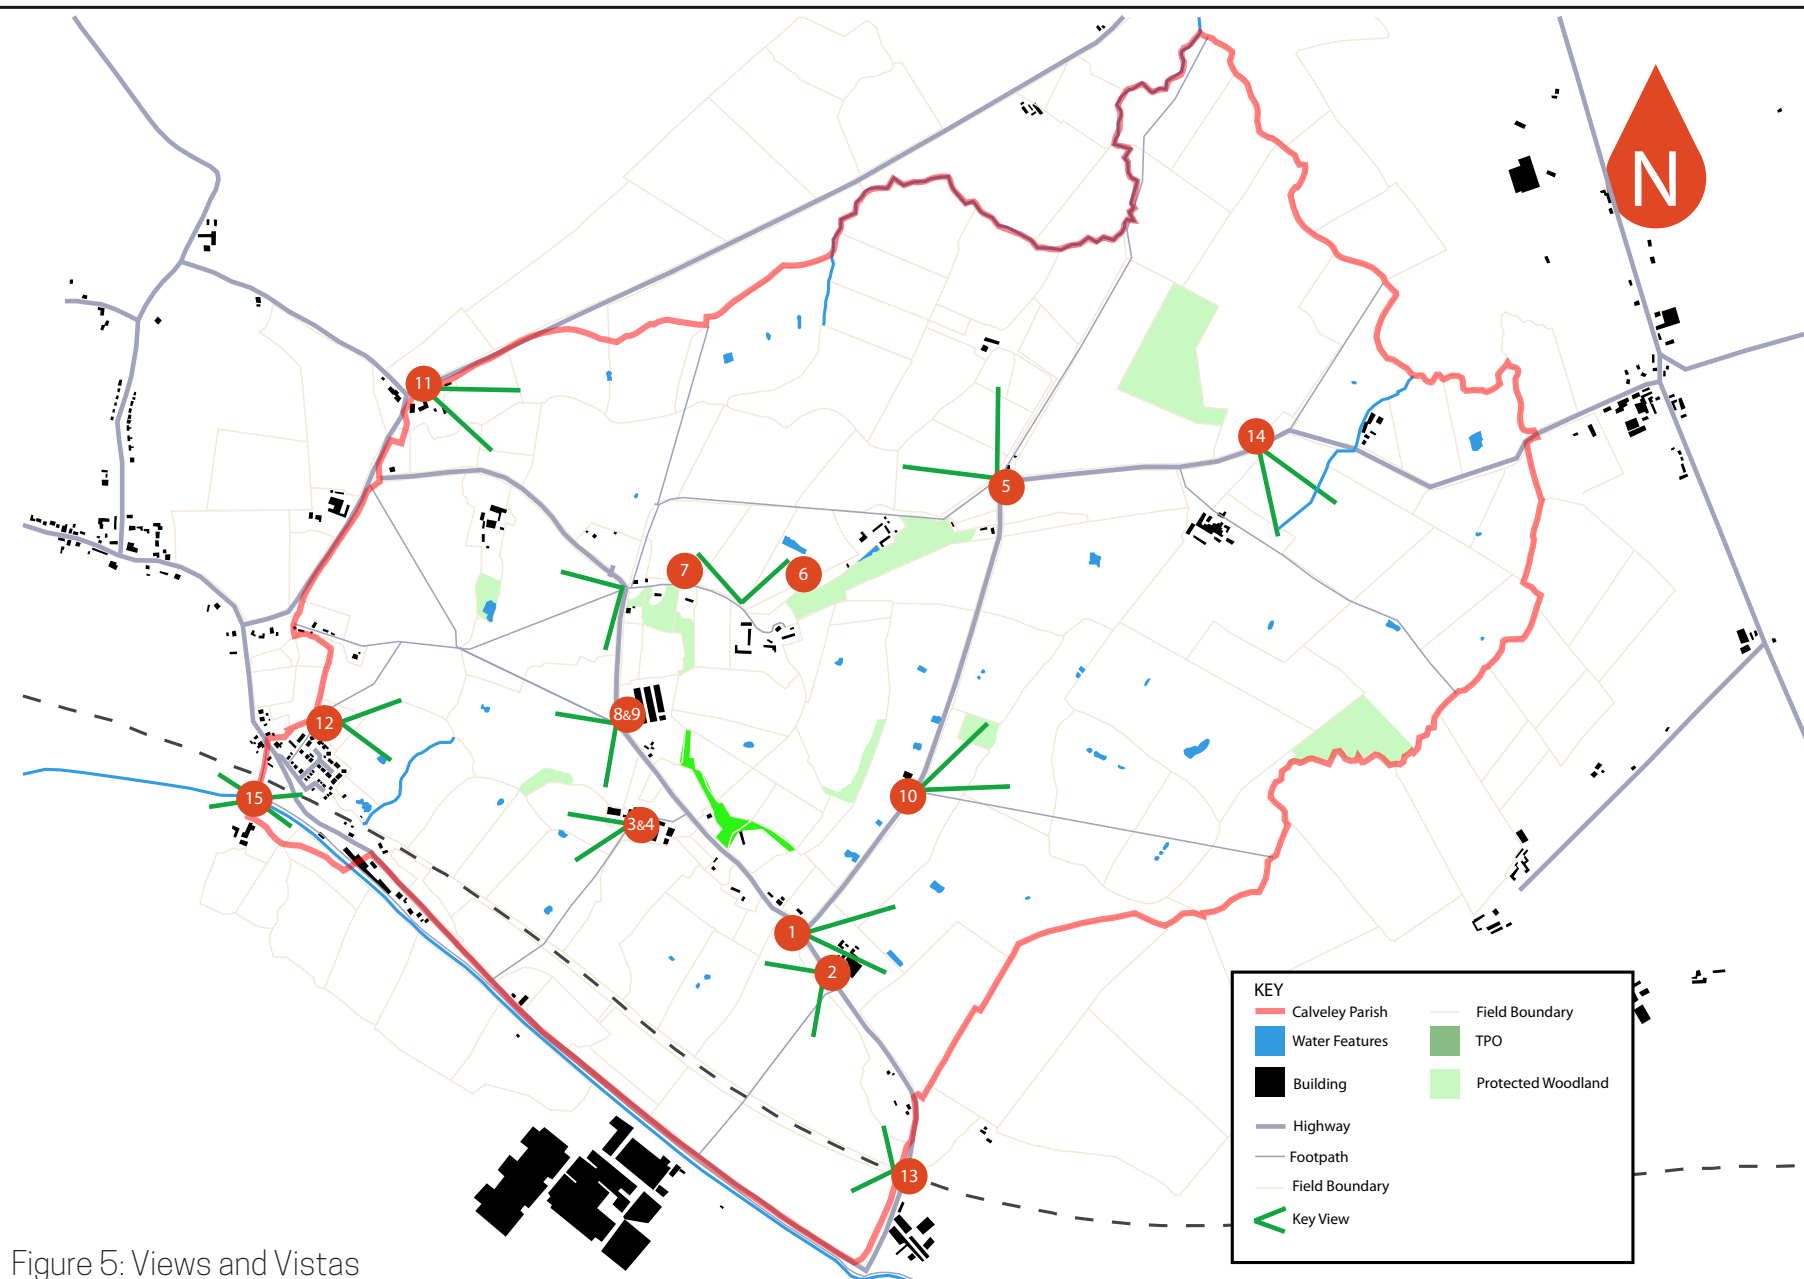 N
11
14
5
7
6
12
8&9
15
3&4
10
1
2
13
KEY
Calveley Parish
Field Boundary
Water Features
TPO
Building
Protected Woodland
Highway
Footpath
Field Boundary
Key View
Figure 5: Views and Vistas